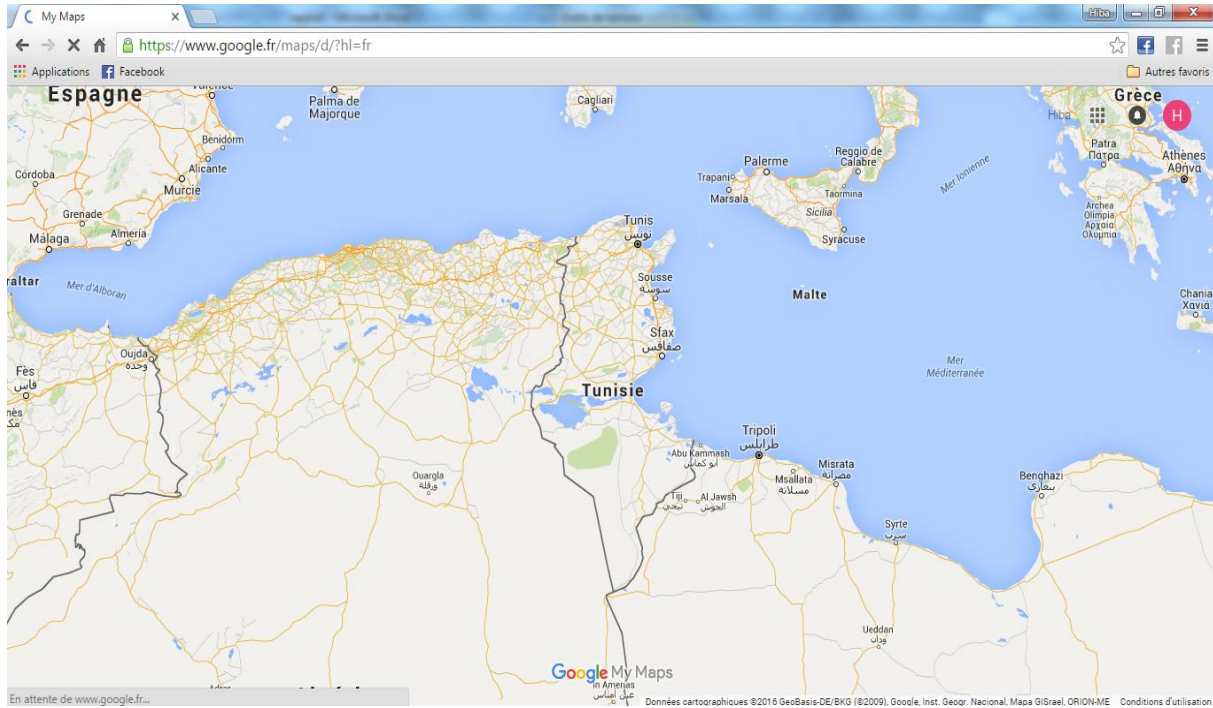 My Maps
Hiba
https://www.google.fr/maps/d/?hl=fr
Applications
Facebook
Autres favoris
Espagne
Palma de
Majorque
Cagliari
Grèce
Hiba
H
Benidorm
Alicante
Córdoba
Murcie
Grenade
Almería
Málaga
raltar
Mer d'Alboran
Palerme
Trapani
Marsala
Reggio de
Calabre
Taormina
Sicilia
Syracuse
Mer Ionienne
Patra
Πάτρα
Athènes
Αθήνα
Archea
Olimpia
Αρχαία
Ολυμπία
Tunis
تونس
Sousse
سوسة
Malte
Chania
Χανιά
Sfax
صفاقس
Oujda
وجدة
Fès
فاس
nès
Mer
Méditerranée
Tunisie
Tripoli
طرابلس
Abu Kammash
أبو كماش
Misrata
مصراتة
Msallata
مسلاتة
Benghazi
بنغازي
Ouargla
ورقلة
Tiji
تيجي
Al Jawsh
الجوش
Syrte
سرت
Ueddan
ودان
Google My Maps
In Amenas
عين أميناس
En attente de www.google.fr...
Données cartographiques ©2016 GeoBasis-DE/BKG (©2009), Google, Inst. Geogr. Nacional, Mapa GISrael, ORION-ME
Conditions d'utilisation